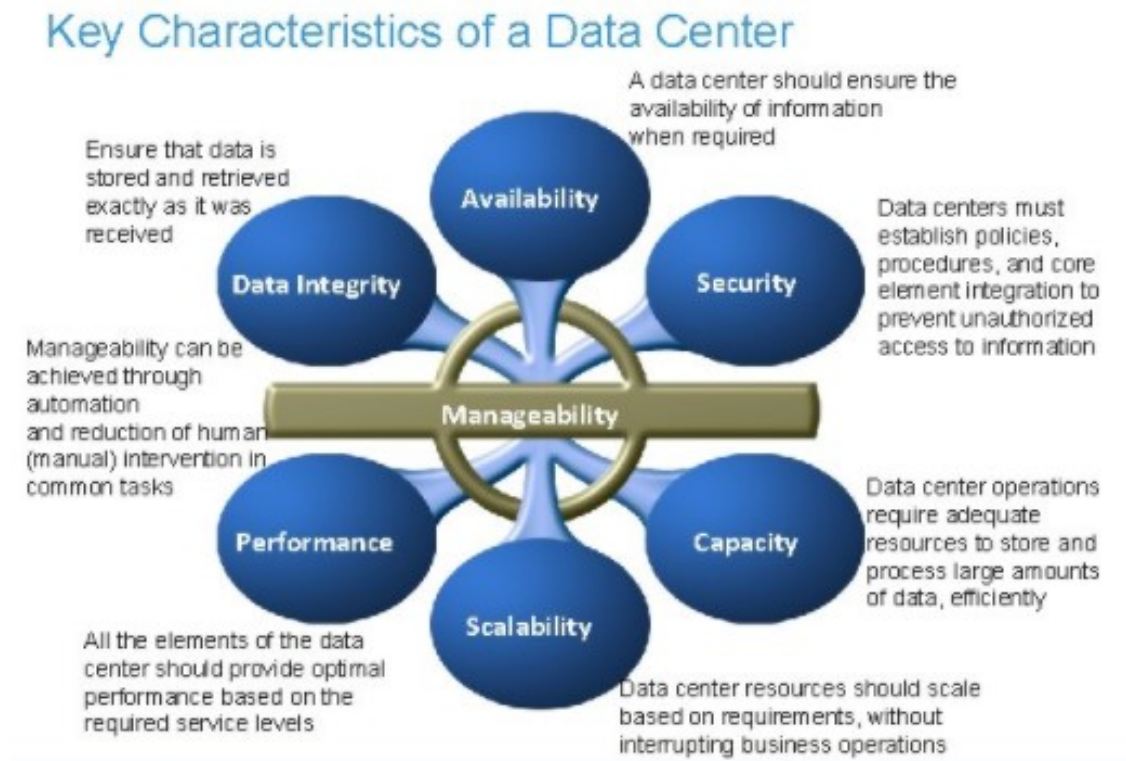 Key Characteristics of a Data Center
A data center should ensure the
availability of information
when required
Availability
Ensure that data is
stored and retrieved
exactly as it was
received
Data Integrity
Security
Data centers must
establish policies,
procedures, and core
element integration to
prevent unauthorized
access to information
Manageability can be
achieved through
automation
and reduction of human
(manual) intervention in
common tasks
Manageability
Performance
Capacity
Data center operations
require adequate
resources to store and
process large amounts
of data, efficiently
Scalability
All the elements of the data
center should provide optimal
performance based on the
required service levels
Data center resources should scale
based on requirements, without
interrupting business operations